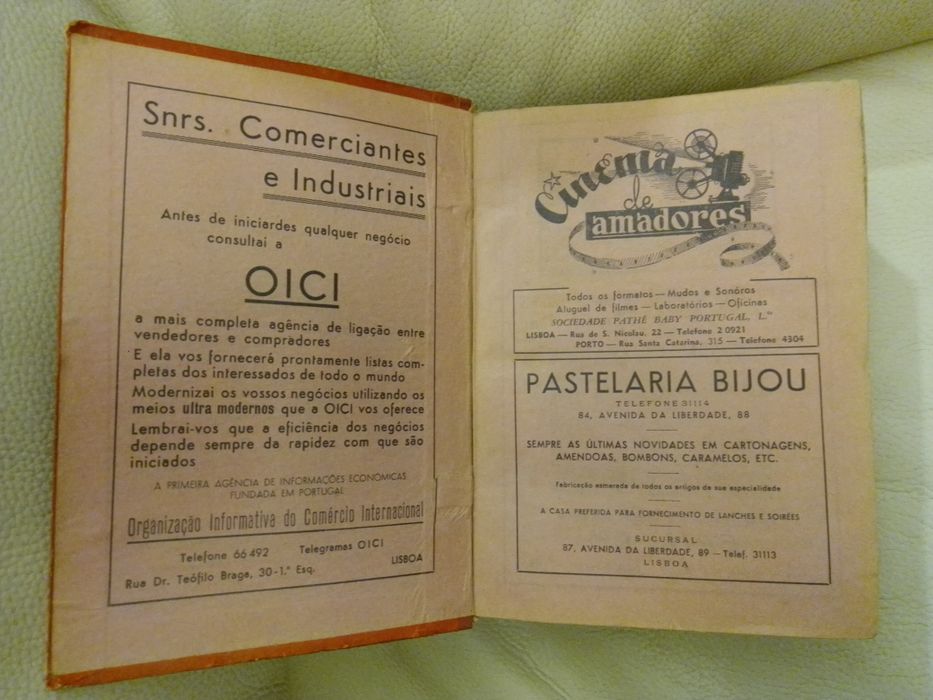 Snrs. Comerciantes
e Industriais
Antes de iniciardes qualquer negócio
consultai a
OICI
a mais completa agência de ligação entre
vendedores e compradores
E ela vos fornecerá prontamente listas com-
pletas dos interessados de todo o mundo
Modernizai os vossos negócios utilizando os
meios ultra modernos que a OICI vos oferece
Lembrai-vos que a eficiência dos negócios
depende sempre da rapidez com que são
iniciados
A PRIMEIRA AGÊNCIA DE INFORMAÇÕES ECONÓMICAS
FUNDADA EM PORTUGAL
Organização Informativa do Comércio Internacional
Telefone 66 492 Telegramas OICI
LISBOA
Rua Dr. Teófilo Braga, 30-1.º Esq.
Cinema
de
amadores
Todos os formatos — Mudos e Sonóros
Aluguel de filmes — Laboratórios — Oficinas
SOCIEDADE PATHÉ BABY PORTUGAL, L.da
LISBOA — Rua de S. Nicolau, 22 — Telefone 2 0921
PORTO — Rua Santa Catarina, 315 — Telefone 4304
PASTELARIA BIJOU
TELEFONE 31114
84, AVENIDA DA LIBERDADE, 88
SEMPRE AS ÚLTIMAS NOVIDADES EM CARTONAGENS,
AMENDOAS, BOMBONS, CARAMELOS, ETC.
Fabricação esmerada de todos os artigos da sua especialidade
A CASA PREFERIDA PARA FORNECIMENTO DE LANCHES E SOIRÉES
SUCURSAL
87, AVENIDA DA LIBERDADE, 89 — Telef. 31113
LISBOA